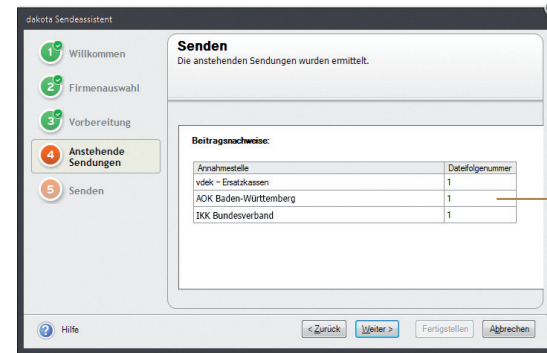 dakota Sendeassistent
1 Willkommen
2 Firmenauswahl
3 Vorbereitung
4 Anstehende
Sendungen
5 Senden
Senden
Die anstehenden Sendungen wurden ermittelt.
Beitragsnachweise:
Annahmestelle Dateifolgenummer
vdek – Ersatzkassen 1
AOK Baden-Württemberg 1
IKK Bundesverband 1
? Hilfe
< Zurück Weiter > Fertigstellen Abbrechen